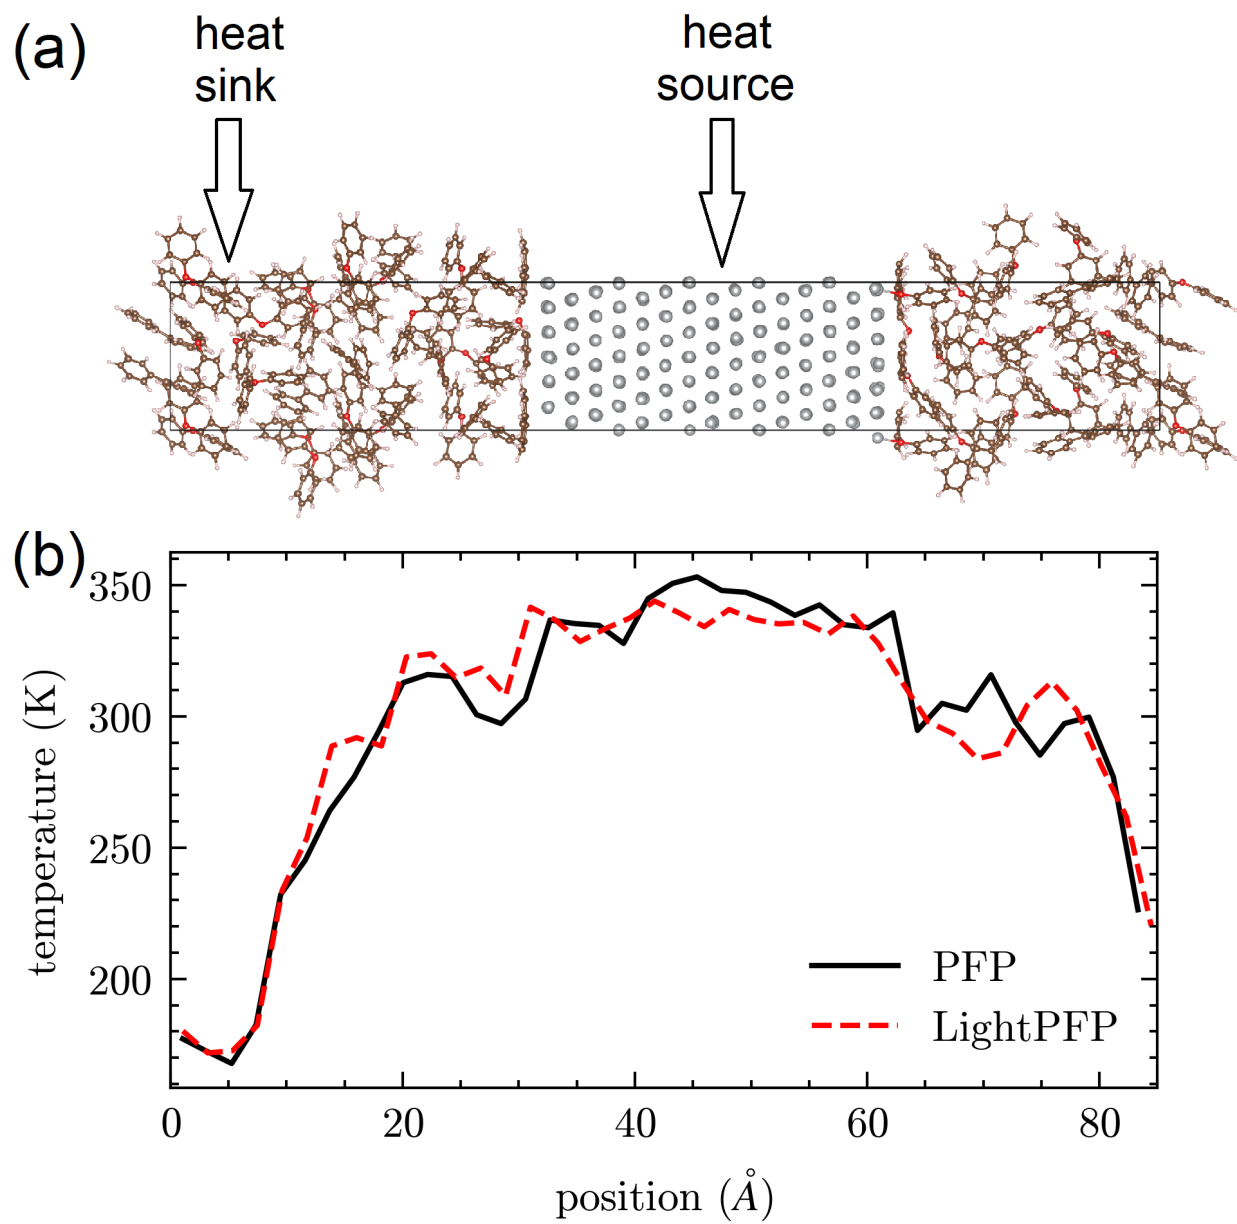 (a)
heat
sink
heat
source
(b)
350
300
250
200
temperature (K)
PFP
LightPFP
0 20 40 60 80
position (Å)